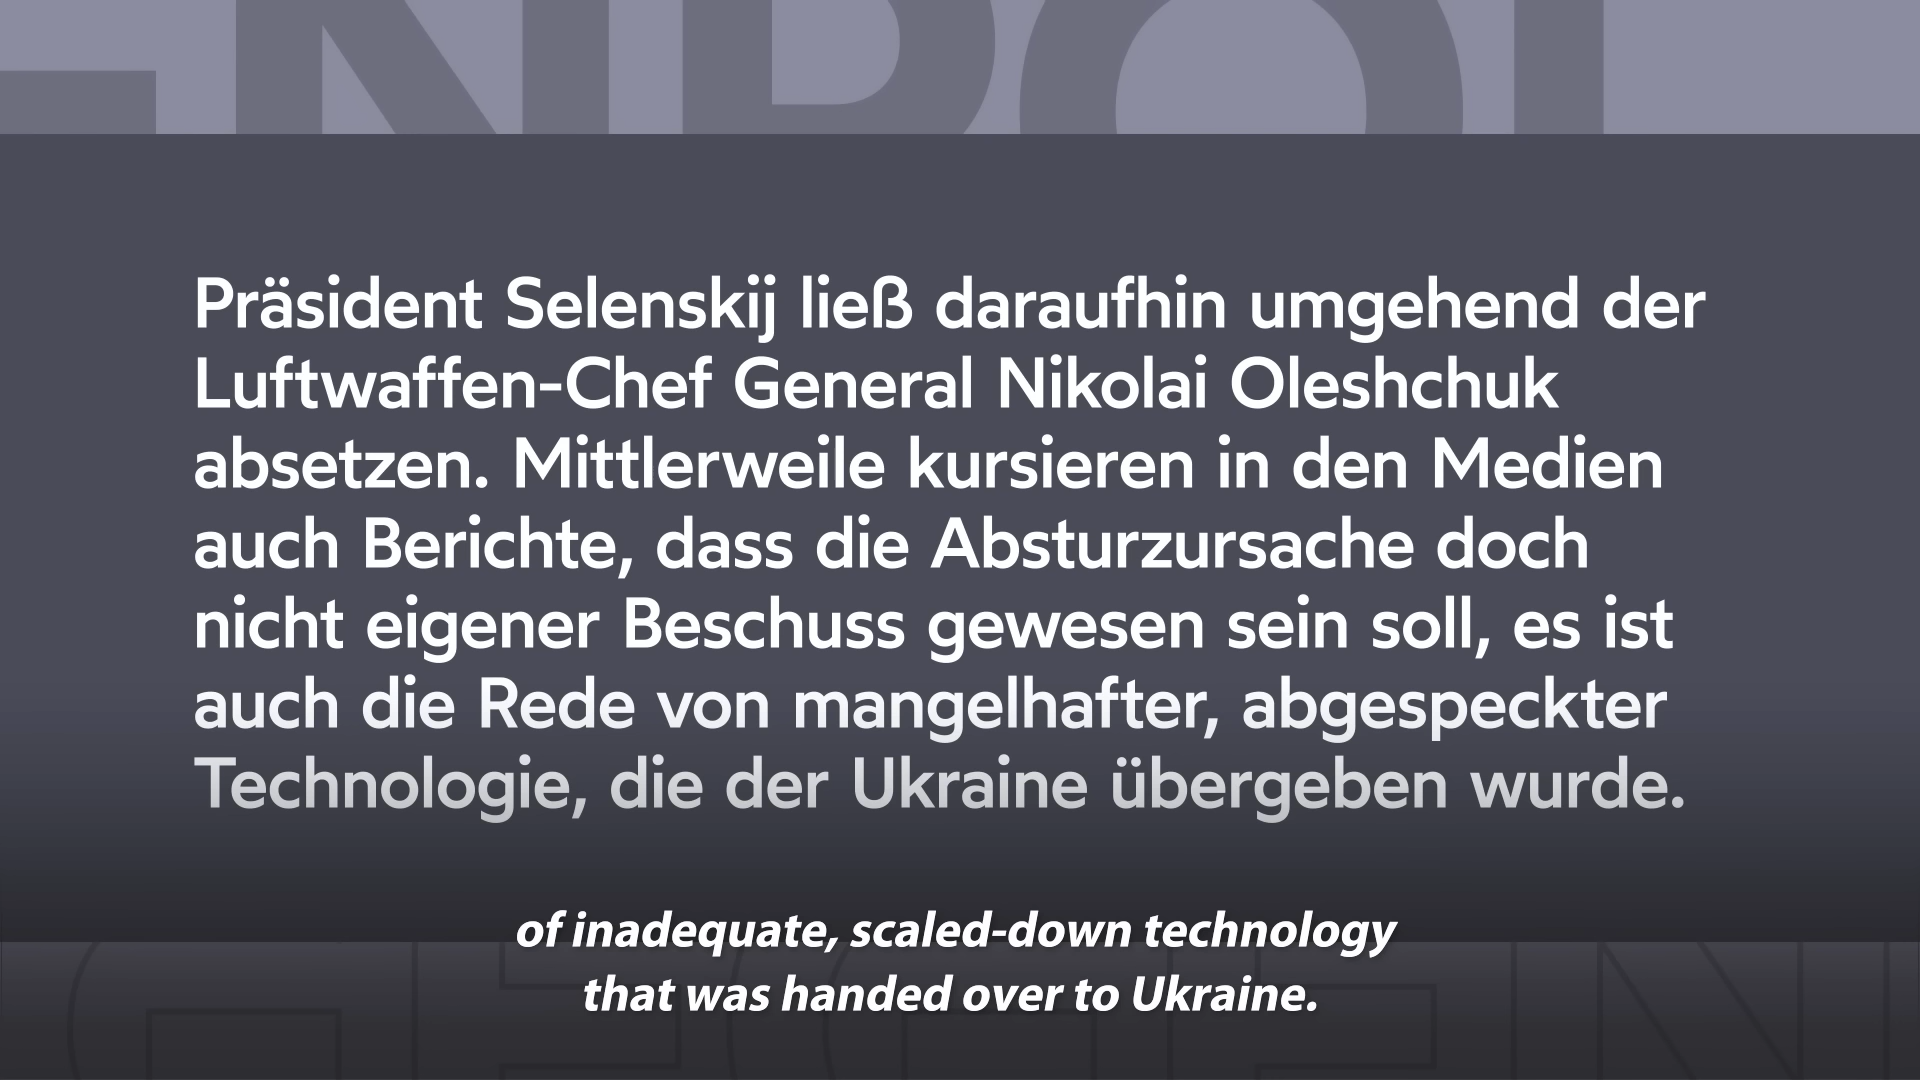 Präsident Selenskij ließ daraufhin umgehend der
Luftwaffen-Chef General Nikolai Oleshchuk
absetzen. Mittlerweile kursieren in den Medien
auch Berichte, dass die Absturzursache doch
nicht eigener Beschuss gewesen sein soll, es ist
auch die Rede von mangelhafter, abgespeckter
Technologie, die der Ukraine übergeben wurde.
of inadequate, scaled-down technology
that was handed over to Ukraine.